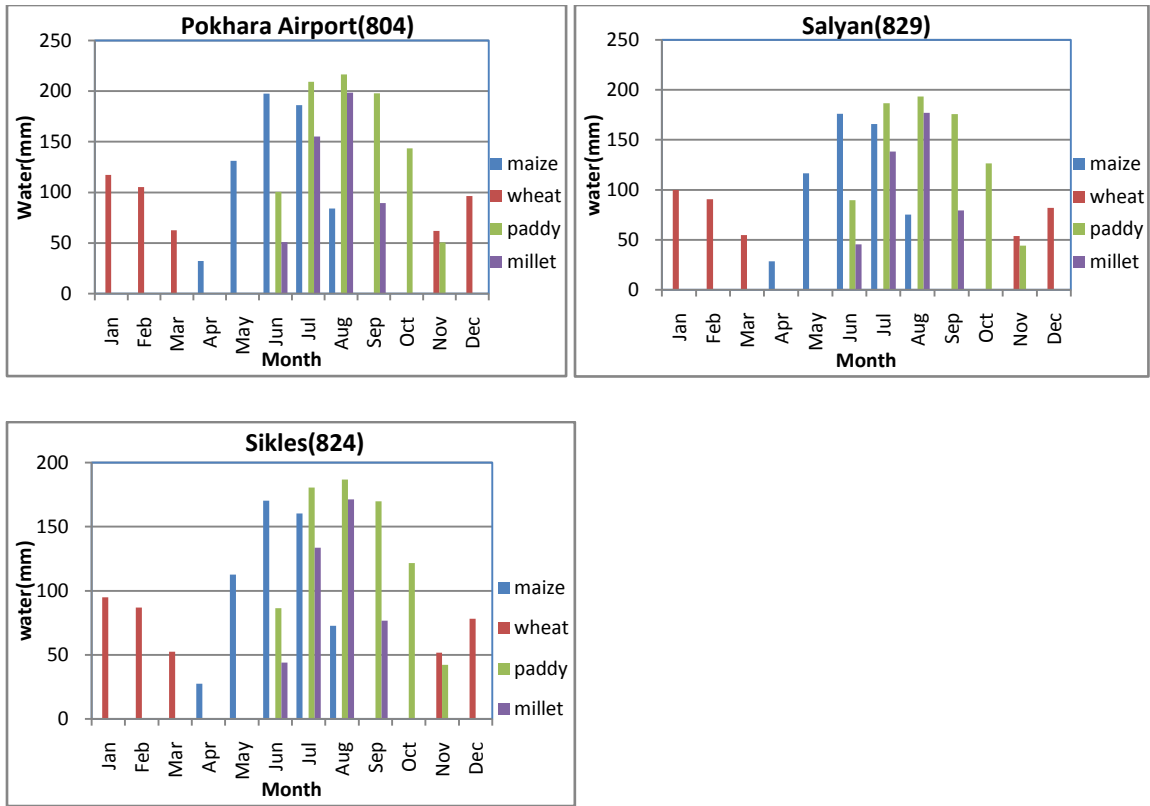 Pokhara Airport(804)
250
200
150
100
50
0
Water(mm)
Jan Feb Mar Apr May Jun Jul Aug Sep Oct Nov Dec
Month
maize
wheat
paddy
millet
Salyan(829)
250
200
150
100
50
0
water(mm)
Jan Feb Mar Apr May Jun Jul Aug Sep Oct Nov Dec
Month
maize
wheat
paddy
millet
Sikles(824)
200
150
100
50
0
water(mm)
Jan Feb Mar Apr May Jun Jul Aug Sep Oct Nov Dec
Month
maize
wheat
paddy
millet